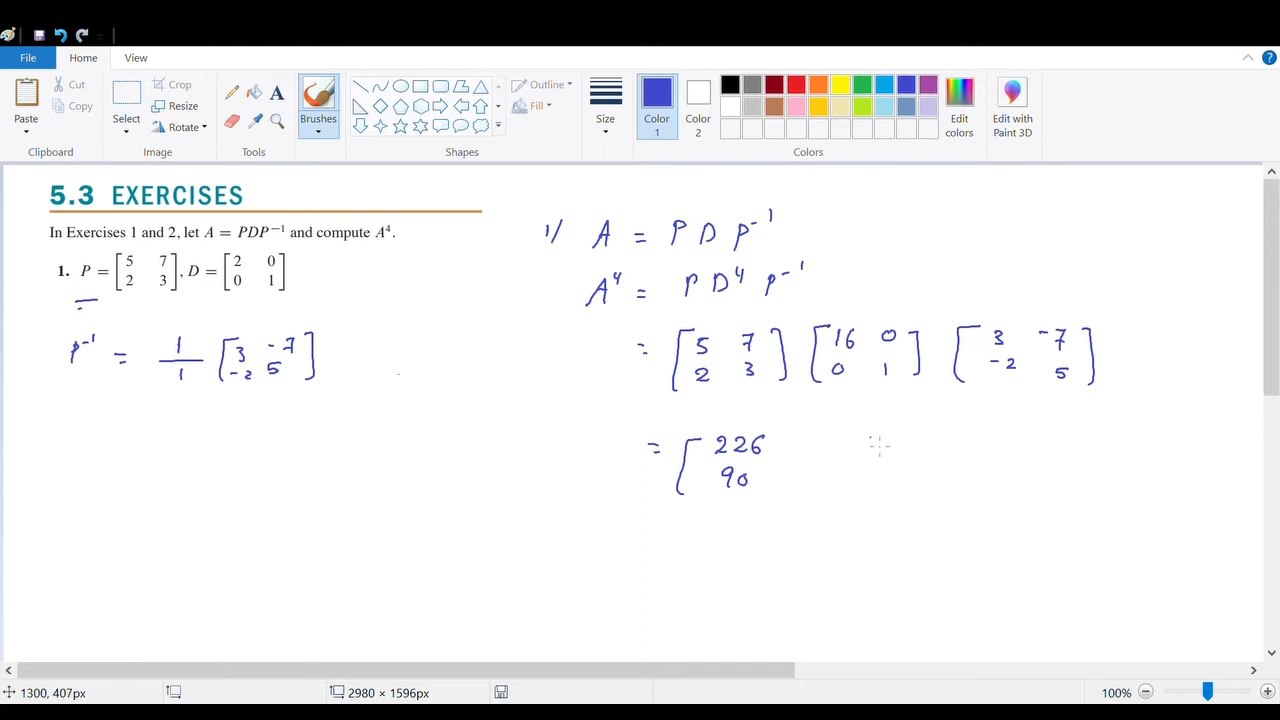 File Home View
Paste Cut Copy Select Crop Resize Rotate Brushes Size Outline Fill Color 1 Color 2 Edit colors Edit with Paint 3D
Clipboard Image Tools Shapes Colors
5.3 EXERCISES
In Exercises 1 and 2, let A = PDP⁻¹ and compute A⁴.
1. P = [5 7; 2 3], D = [2 0; 0 1]
P⁻¹ = 1/1 [3 -7; -2 5]
1/ A = P D P⁻¹
A⁴ = P D⁴ P⁻¹
= [5 7; 2 3] [16 0; 0 1] [3 -7; -2 5]
= [226
90
1300, 407px 2980 × 1596px 100%